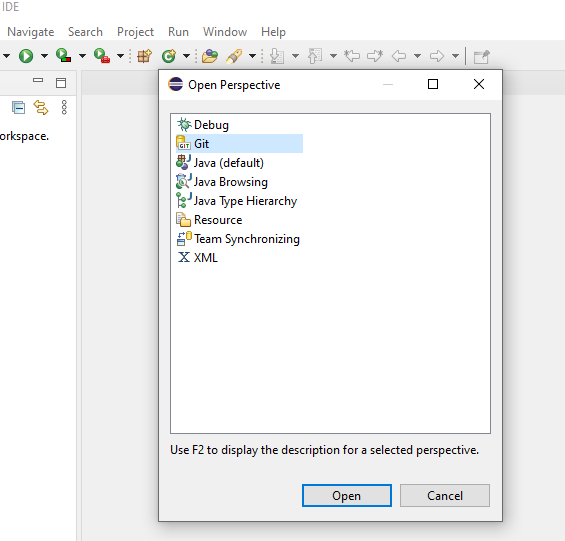 IDE
Navigate Search Project Run Window Help
Open Perspective
orkspace.
Debug
GIT Git
Java (default)
Java Browsing
Java Type Hierarchy
Resource
Team Synchronizing
X XML
Use F2 to display the description for a selected perspective.
Open Cancel